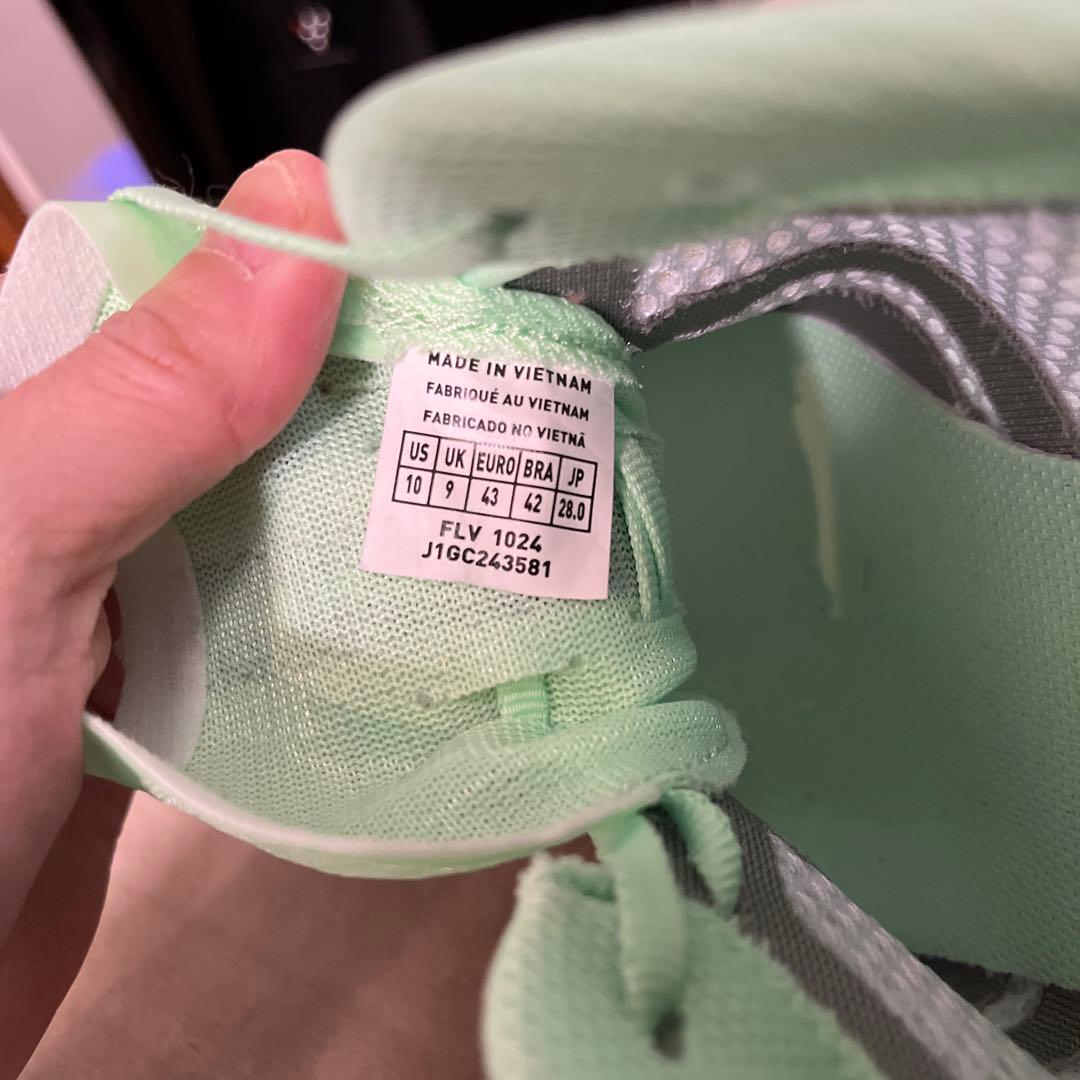 MADE IN VIETNAM
FABRIQUÉ AU VIETNAM
FABRICADO NO VIETNÃ
US UK EURO BRA JP
10 9 43 42 28.0
FLV 1024
J1GC243581